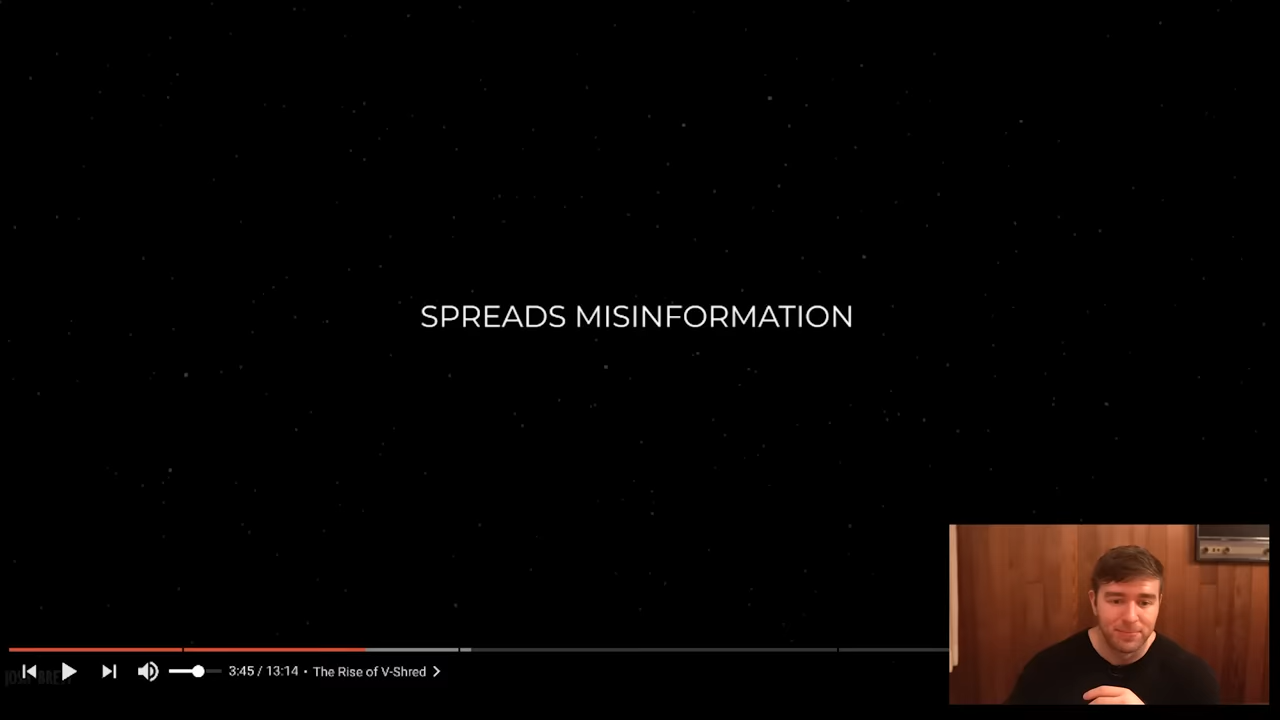 SPREADS MISINFORMATION
3:45 / 13:14 • The Rise of V-Shred